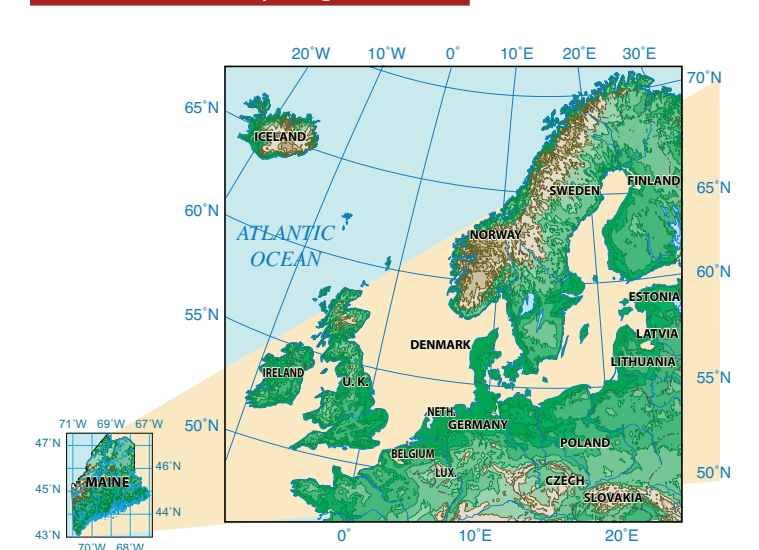 20°W 10°W 0° 10°E 20°E 30°E
70°N
65°N
ICELAND
FINLAND
65°N
SWEDEN
60°N
ATLANTIC
OCEAN
NORWAY
60°N
ESTONIA
55°N
LATVIA
DENMARK
LITHUANIA
IRELAND
U. K.
55°N
NETH.
GERMANY
50°N
POLAND
BELGIUM
LUX.
50°N
CZECH
SLOVAKIA
0° 10°E 20°E
71°W 69°W 67°W
47°N
46°N
MAINE
45°N
44°N
43°N
70°W 68°W